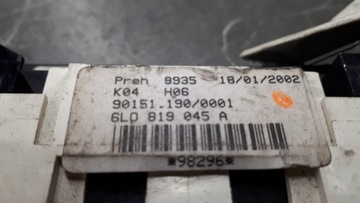 Preh 8935 18/01/2002
K04 H06
90151.190/0001
6L0 819 045 A
*98296*